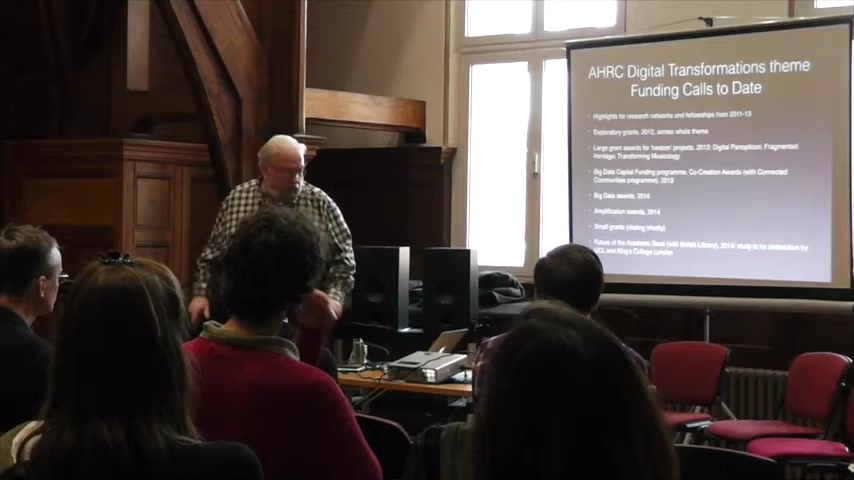 AHRC Digital Transformations theme
Funding Calls to Date
Highlights for research networks and fellowships from 2011-13
Exploratory grants, 2012, across whole theme
Large grant awards for 'beacon' projects, 2013: Digital Panopticon: Fragmented
Heritage; Transforming Musicology
Big Data Capital Funding programme, Co-Creation Awards (with Connected
Communities programme), 2013
Big Data awards, 2014
Amplification awards, 2014
Small grants (closing shortly)
Future of the Academic Book (with British Library), 2014: study to be undertaken by
UCL and King's College London